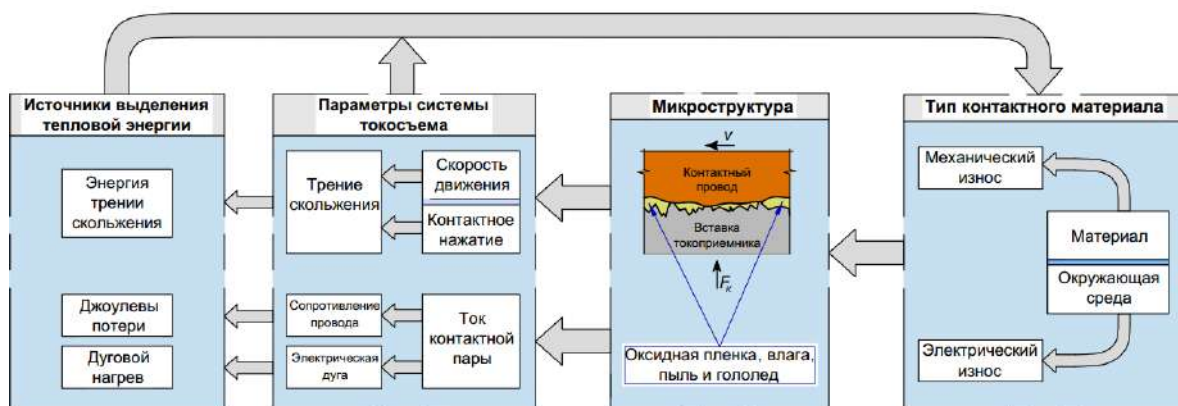 Источники выделения
тепловой энергии
Энергия
трении
скольжения
Джоулевы
потери
Дуговой
нагрев
Параметры системы
токосъема
Трение
скольжения
Скорость
движения
Контактное
нажатие
Сопротивление
провода
Электрическая
дуга
Ток
контактной
пары
Микроструктура
v
Контактный
провод
Вставка
токоприемника
Fк
Оксидная пленка, влага,
пыль и гололед
Тип контактного материала
Механический
износ
Материал
Окружающая
среда
Электрический
износ